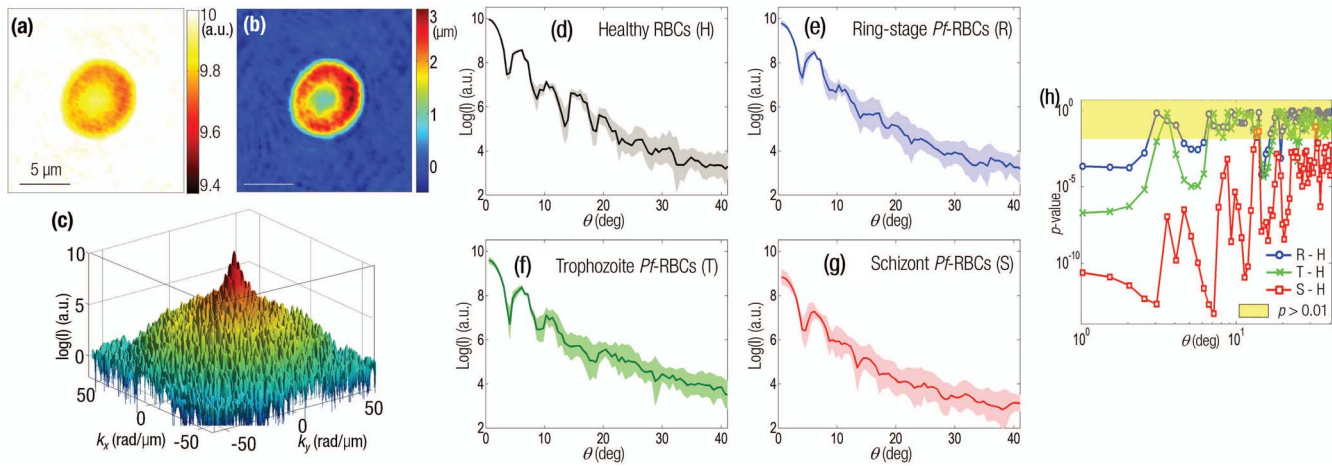 (a)
10
(a.u.)
9.8
9.6
9.4
5 µm
(b)
3
(µm)
2
1
0
(c)
10
5
0
log(I) (a.u.)
50
0
-50
kx (rad/µm)
-50
0
50
ky (rad/µm)
(d)
Healthy RBCs (H)
10
8
6
4
2
Log(I) (a.u.)
0 10 20 30 40
θ (deg)
(e)
Ring-stage Pf-RBCs (R)
10
8
6
4
2
Log(I) (a.u.)
0 10 20 30 40
θ (deg)
(f)
Trophozoite Pf-RBCs (T)
10
8
6
4
2
Log(I) (a.u.)
0 10 20 30 40
θ (deg)
(g)
Schizont Pf-RBCs (S)
10
8
6
4
2
Log(I) (a.u.)
0 10 20 30 40
θ (deg)
(h)
10^0
10^-5
10^-10
p-value
R - H
T - H
S - H
p > 0.01
10^0 10^1
θ (deg)